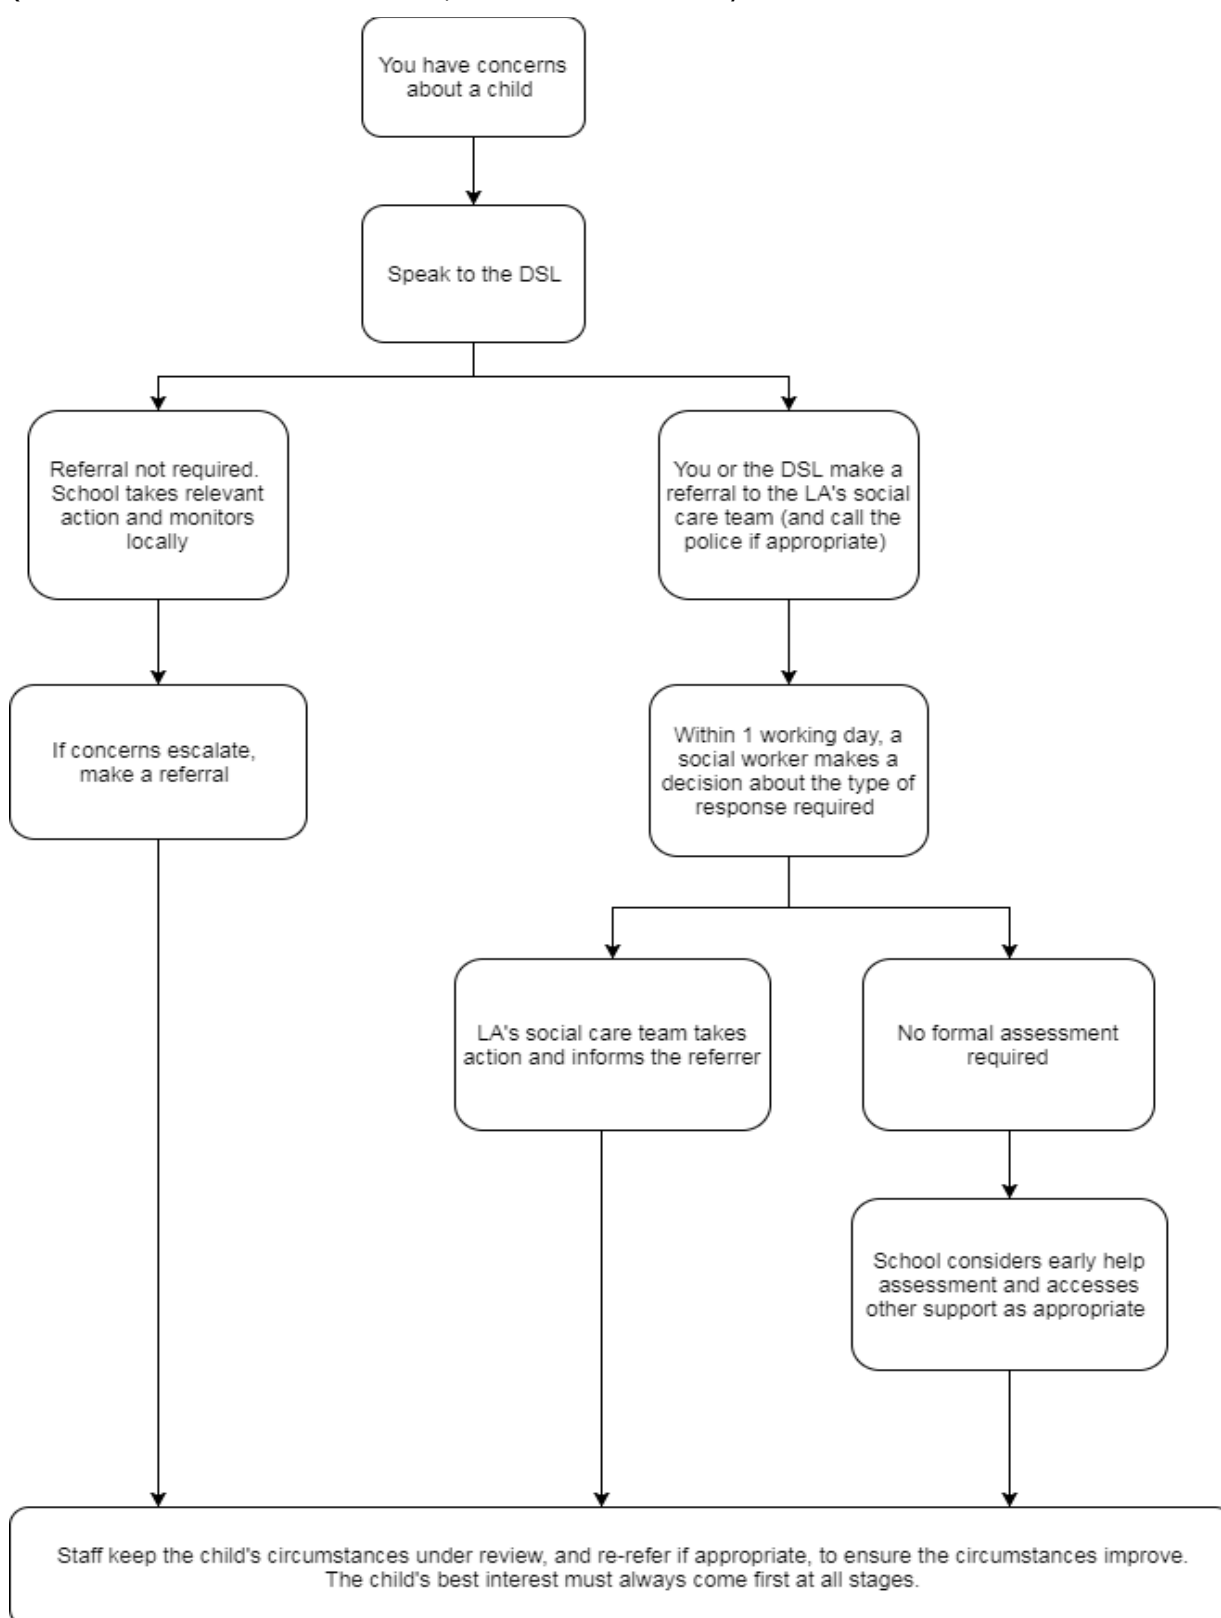 You have concerns
about a child
Speak to the DSL
Referral not required.
School takes relevant
action and monitors
locally
You or the DSL make a
referral to the LA's social
care team (and call the
police if appropriate)
If concerns escalate,
make a referral
Within 1 working day, a
social worker makes a
decision about the type of
response required
LA's social care team takes
action and informs the referrer
No formal assessment
required
School considers early help
assessment and accesses
other support as appropriate
Staff keep the child's circumstances under review, and re-refer if appropriate, to ensure the circumstances improve.
The child's best interest must always come first at all stages.